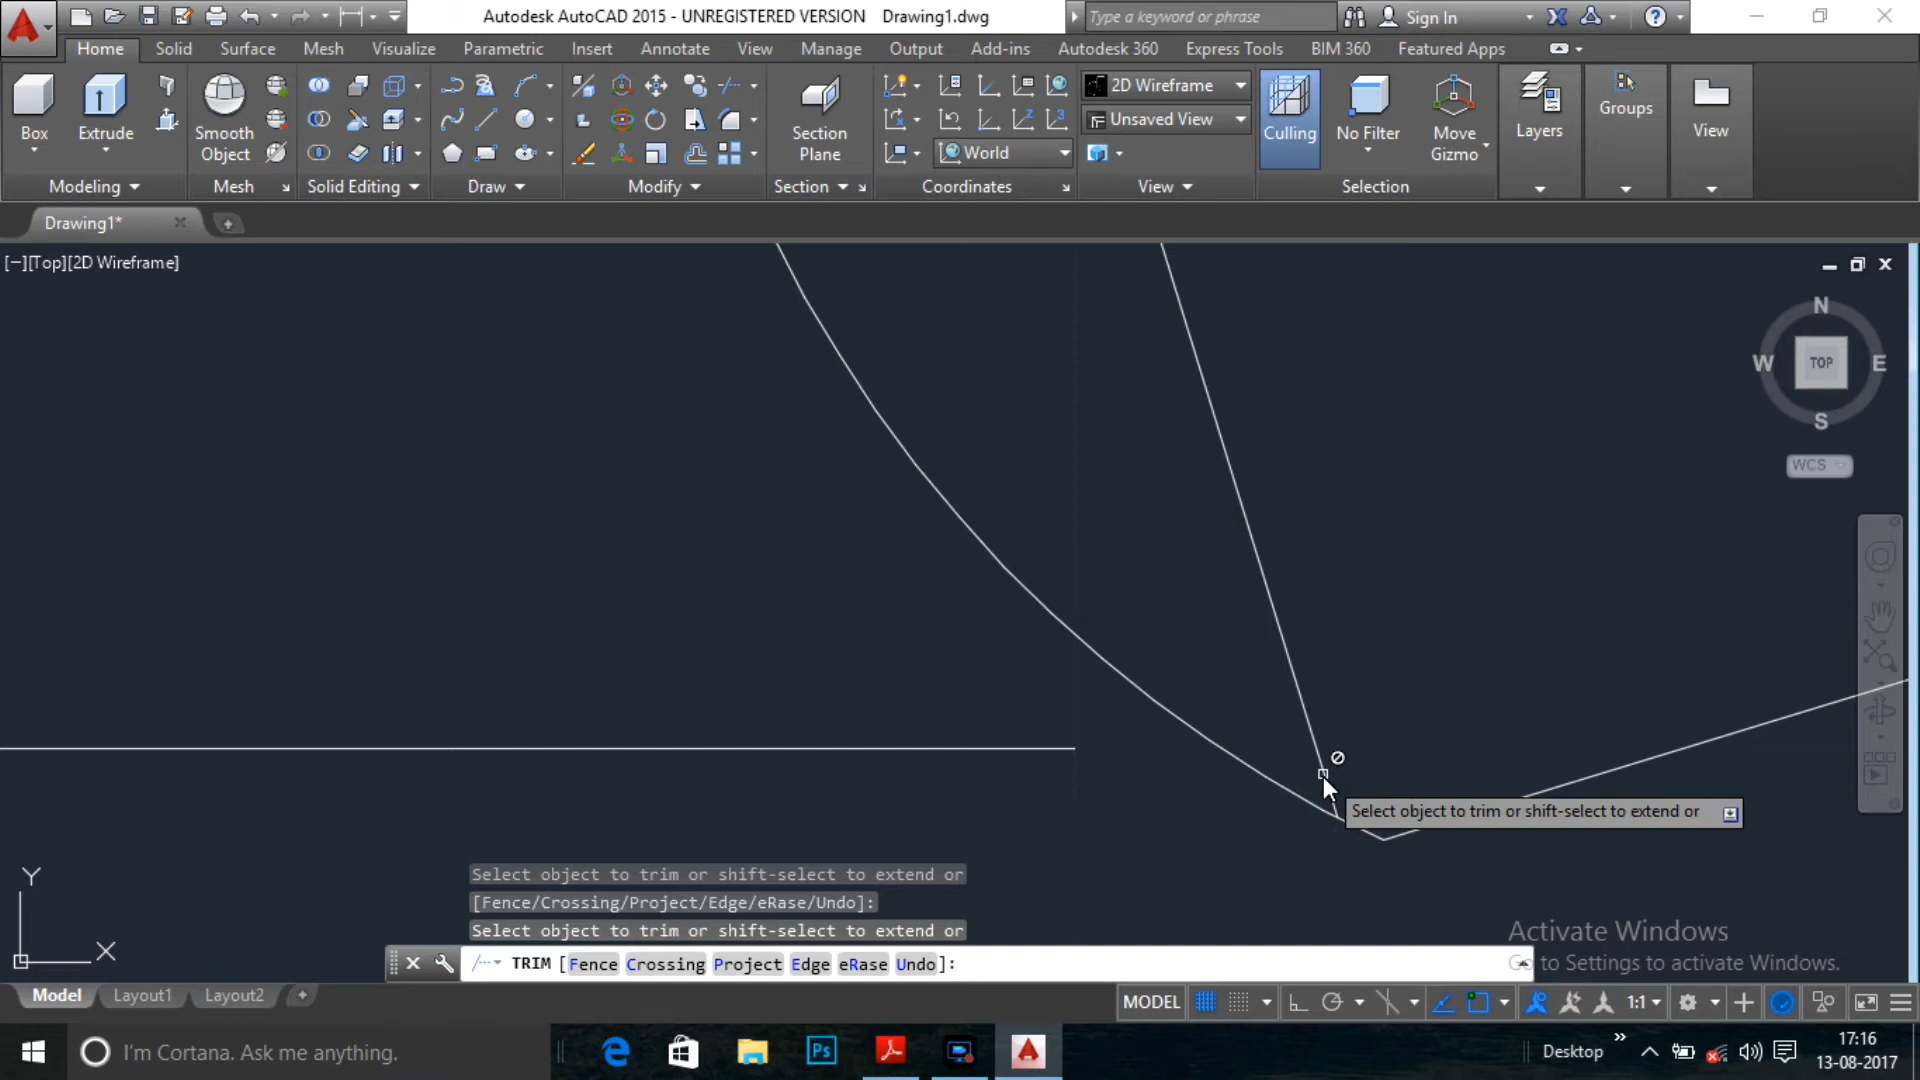 Autodesk AutoCAD 2015 - UNREGISTERED VERSION Drawing1.dwg
Type a keyword or phrase
Sign In
Home Solid Surface Mesh Visualize Parametric Insert Annotate View Manage Output Add-ins Autodesk 360 Express Tools BIM 360 Featured Apps
Box
Extrude
Smooth Object
Section Plane
World
2D Wireframe
Unsaved View
Culling
No Filter
Move Gizmo
Layers
Groups
View
Modeling Mesh Solid Editing Draw Modify Section Coordinates View Selection
Drawing1*
[−][Top][2D Wireframe]
N
W TOP E
S
WCS
Select object to trim or shift-select to extend or
Select object to trim or shift-select to extend or
[Fence/Crossing/Project/Edge/eRase/Undo]:
Select object to trim or shift-select to extend or
TRIM [Fence Crossing Project Edge eRase Undo]:
Y
X
Activate Windows
Go to Settings to activate Windows.
Model Layout1 Layout2
MODEL
1:1
I'm Cortana. Ask me anything.
Ps
Desktop
17:16
13-08-2017